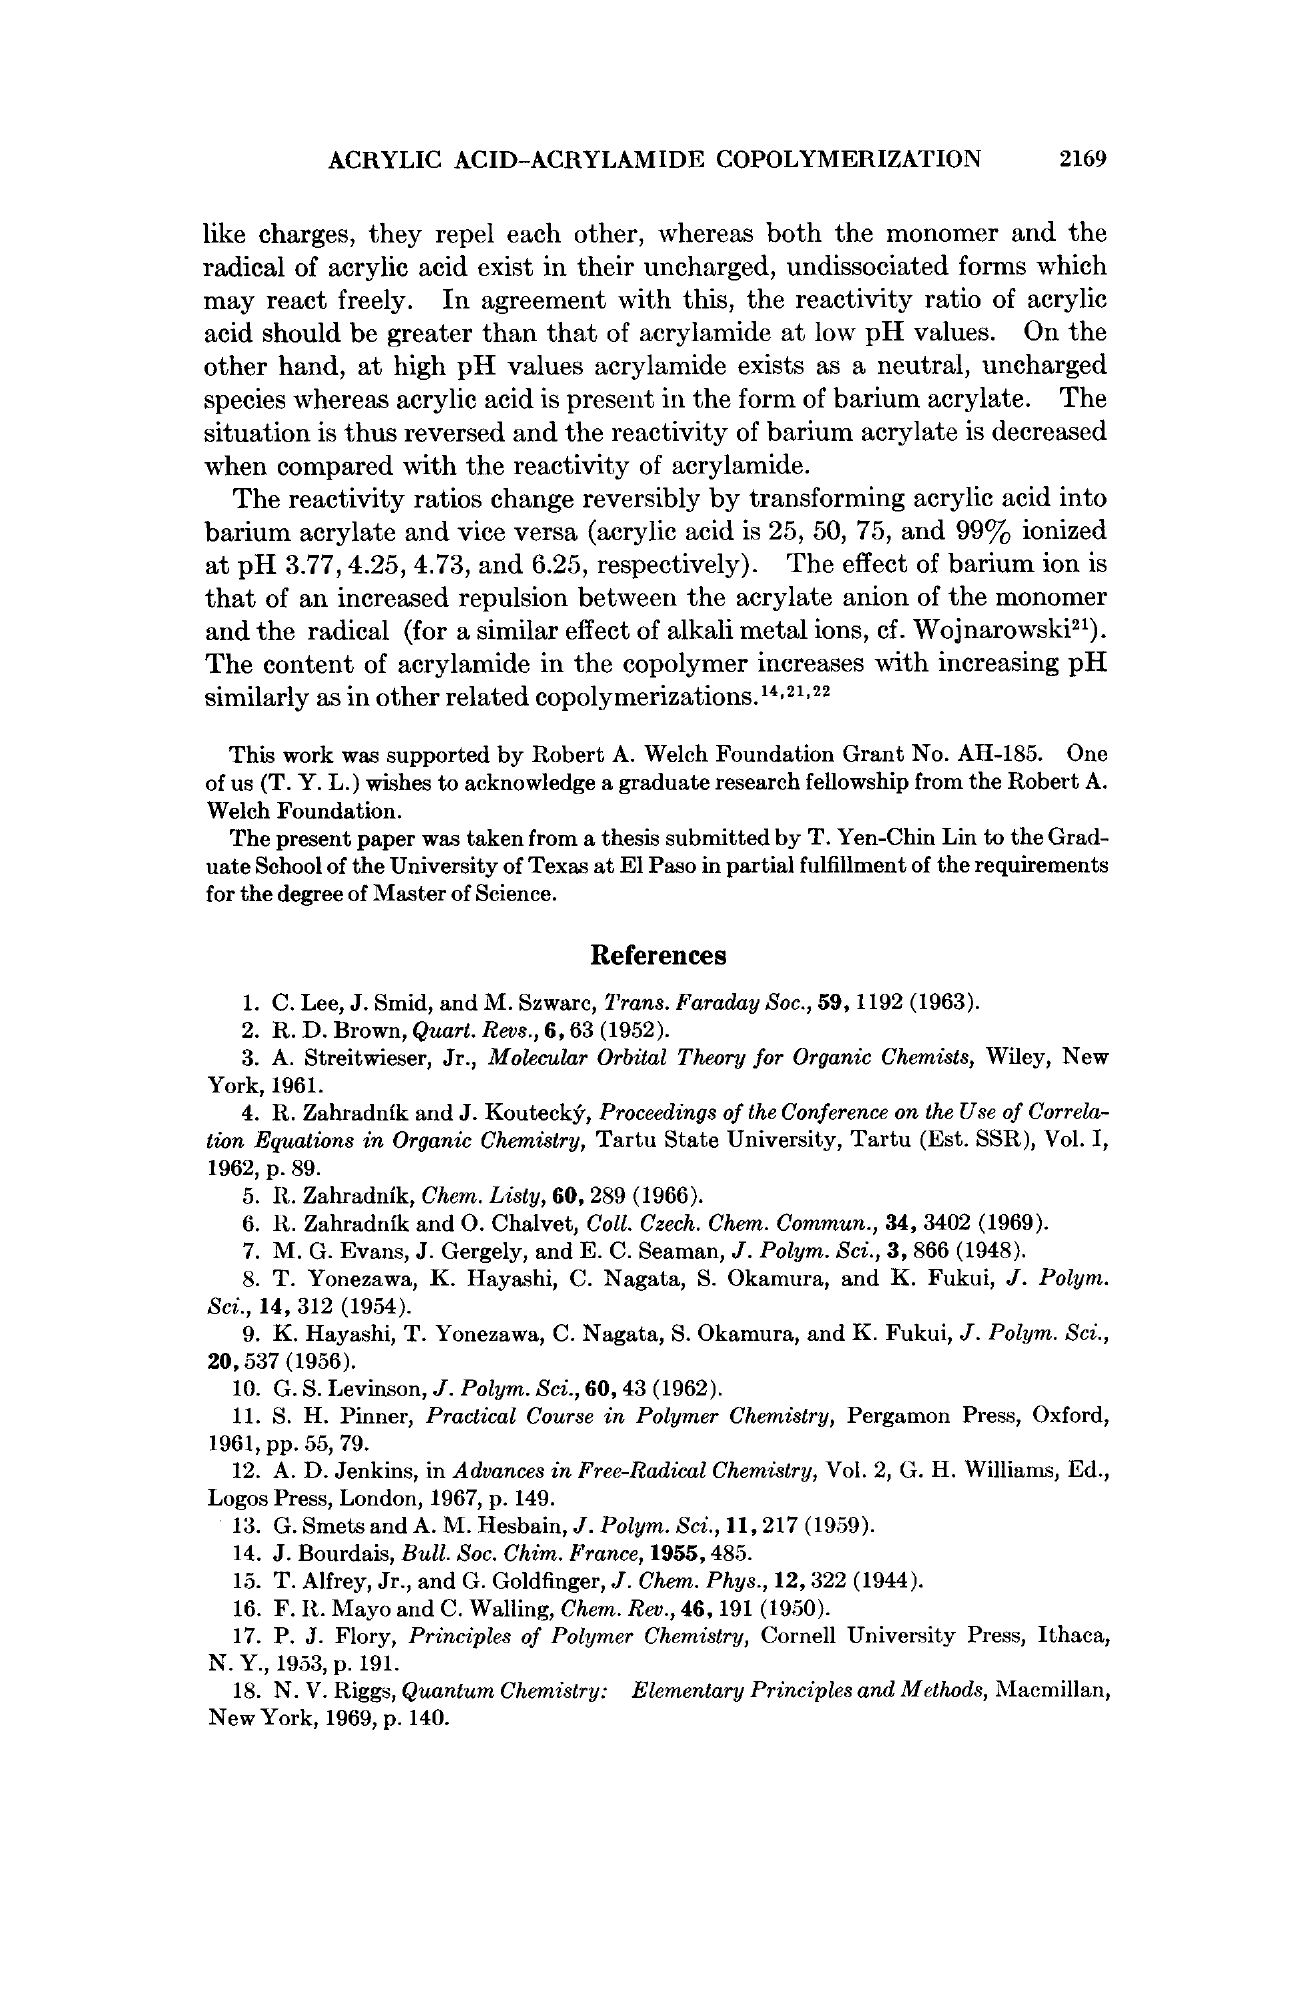 ACRYLIC ACID–ACRYLAMIDE COPOLYMERIZATION 2169
like charges, they repel each other, whereas both the monomer and the
radical of acrylic acid exist in their uncharged, undissociated forms which
may react freely. In agreement with this, the reactivity ratio of acrylic
acid should be greater than that of acrylamide at low pH values. On the
other hand, at high pH values acrylamide exists as a neutral, uncharged
species whereas acrylic acid is present in the form of barium acrylate. The
situation is thus reversed and the reactivity of barium acrylate is decreased
when compared with the reactivity of acrylamide.
The reactivity ratios change reversibly by transforming acrylic acid into
barium acrylate and vice versa (acrylic acid is 25, 50, 75, and 99% ionized
at pH 3.77, 4.25, 4.73, and 6.25, respectively). The effect of barium ion is
that of an increased repulsion between the acrylate anion of the monomer
and the radical (for a similar effect of alkali metal ions, cf. Wojnarowski²¹).
The content of acrylamide in the copolymer increases with increasing pH
similarly as in other related copolymerizations.¹⁴,²¹,²²
This work was supported by Robert A. Welch Foundation Grant No. AH-185. One
of us (T. Y. L.) wishes to acknowledge a graduate research fellowship from the Robert A.
Welch Foundation.
The present paper was taken from a thesis submitted by T. Yen-Chin Lin to the Grad-
uate School of the University of Texas at El Paso in partial fulfillment of the requirements
for the degree of Master of Science.
References
1. C. Lee, J. Smid, and M. Szwarc, Trans. Faraday Soc., 59, 1192 (1963).
2. R. D. Brown, Quart. Revs., 6, 63 (1952).
3. A. Streitwieser, Jr., Molecular Orbital Theory for Organic Chemists, Wiley, New
York, 1961.
4. R. Zahradník and J. Koutecký, Proceedings of the Conference on the Use of Correla-
tion Equations in Organic Chemistry, Tartu State University, Tartu (Est. SSR), Vol. I,
1962, p. 89.
5. R. Zahradník, Chem. Listy, 60, 289 (1966).
6. R. Zahradník and O. Chalvet, Coll. Czech. Chem. Commun., 34, 3402 (1969).
7. M. G. Evans, J. Gergely, and E. C. Seaman, J. Polym. Sci., 3, 866 (1948).
8. T. Yonezawa, K. Hayashi, C. Nagata, S. Okamura, and K. Fukui, J. Polym.
Sci., 14, 312 (1954).
9. K. Hayashi, T. Yonezawa, C. Nagata, S. Okamura, and K. Fukui, J. Polym. Sci.,
20, 537 (1956).
10. G. S. Levinson, J. Polym. Sci., 60, 43 (1962).
11. S. H. Pinner, Practical Course in Polymer Chemistry, Pergamon Press, Oxford,
1961, pp. 55, 79.
12. A. D. Jenkins, in Advances in Free-Radical Chemistry, Vol. 2, G. H. Williams, Ed.,
Logos Press, London, 1967, p. 149.
13. G. Smets and A. M. Hesbain, J. Polym. Sci., 11, 217 (1959).
14. J. Bourdais, Bull. Soc. Chim. France, 1955, 485.
15. T. Alfrey, Jr., and G. Goldfinger, J. Chem. Phys., 12, 322 (1944).
16. F. R. Mayo and C. Walling, Chem. Rev., 46, 191 (1950).
17. P. J. Flory, Principles of Polymer Chemistry, Cornell University Press, Ithaca,
N. Y., 1953, p. 191.
18. N. V. Riggs, Quantum Chemistry: Elementary Principles and Methods, Macmillan,
New York, 1969, p. 140.